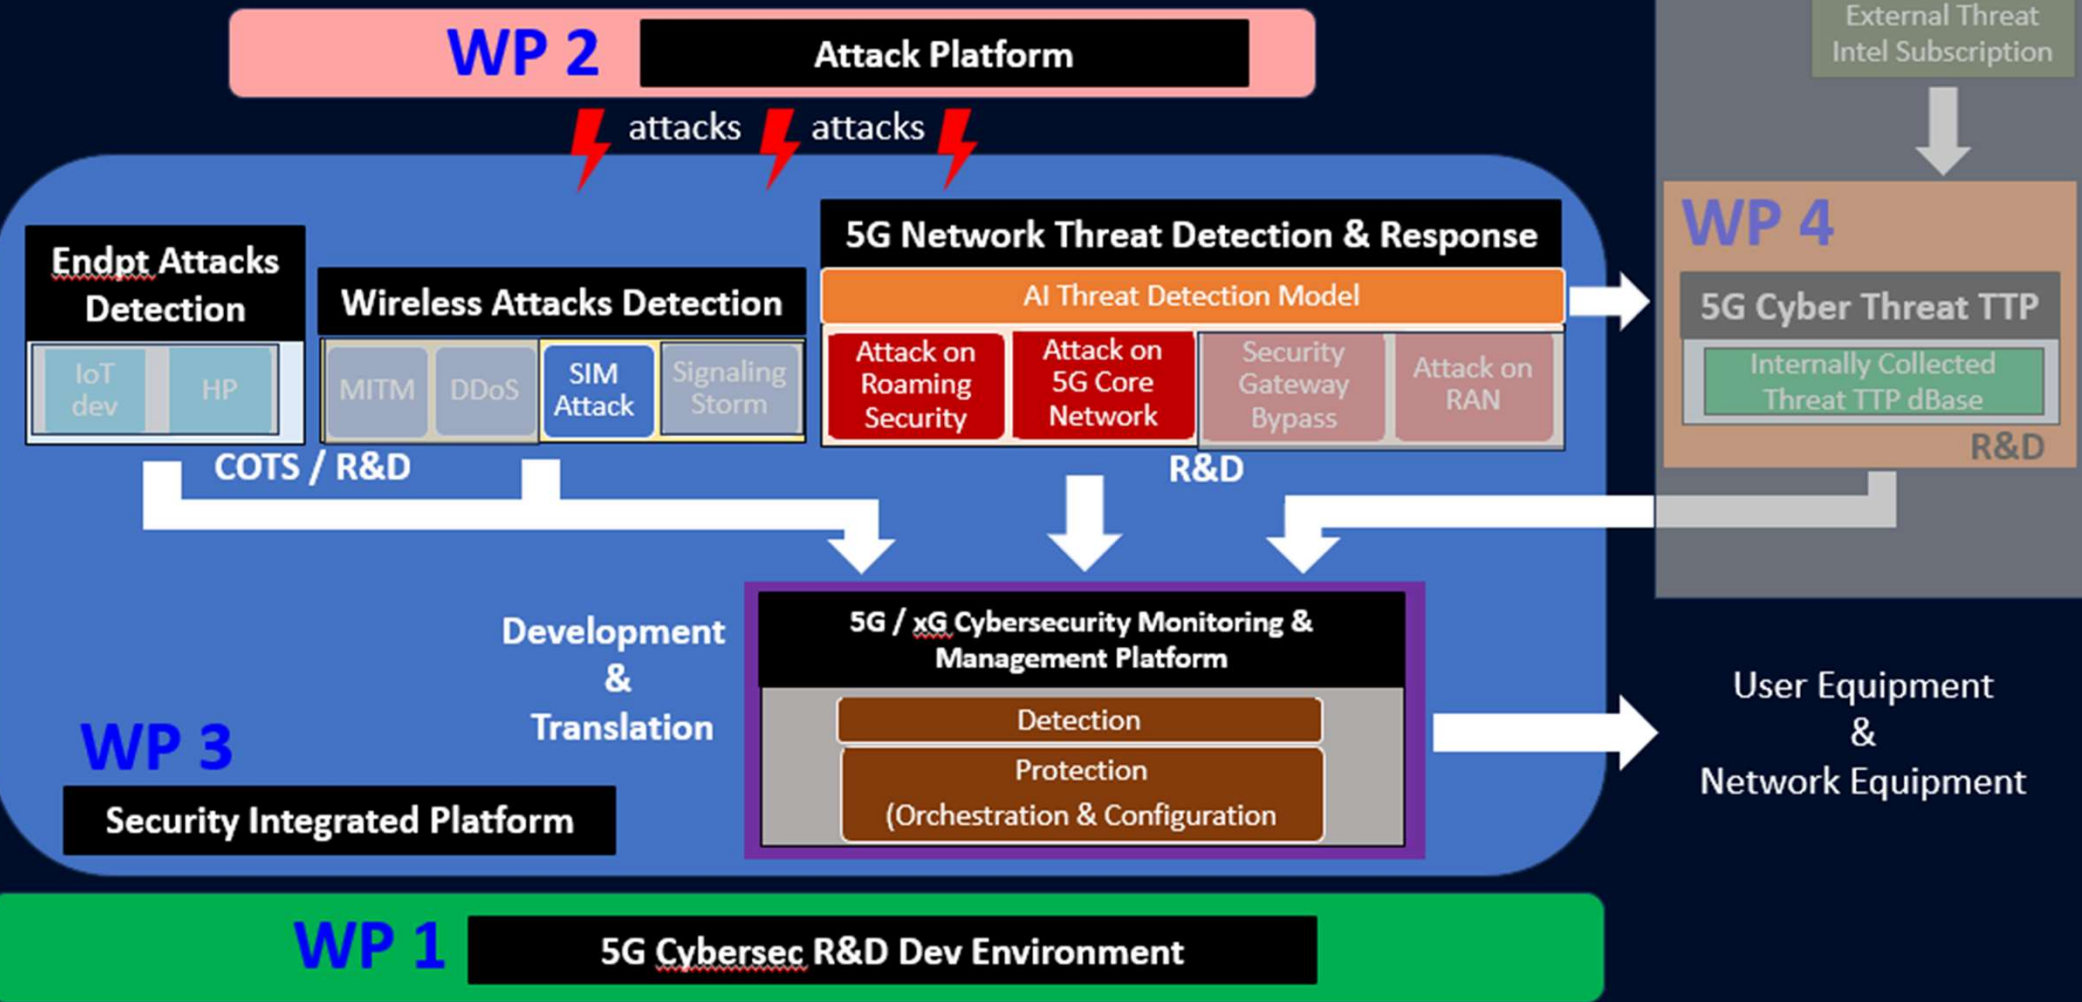 WP 2
Attack Platform
External Threat
Intel Subscription
attacks
attacks
WP 4
5G Cyber Threat TTP
Internally Collected
Threat TTP dBase
R&D
Endpt Attacks
Detection
IoT
dev
HP
Wireless Attacks Detection
MITM
DDoS
SIM
Attack
Signaling
Storm
5G Network Threat Detection & Response
AI Threat Detection Model
Attack on
Roaming
Security
Attack on
5G Core
Network
Security
Gateway
Bypass
Attack on
RAN
COTS / R&D
R&D
Development
&
Translation
5G / xG Cybersecurity Monitoring &
Management Platform
Detection
Protection
(Orchestration & Configuration
User Equipment
&
Network Equipment
WP 3
Security Integrated Platform
WP 1
5G Cybersec R&D Dev Environment